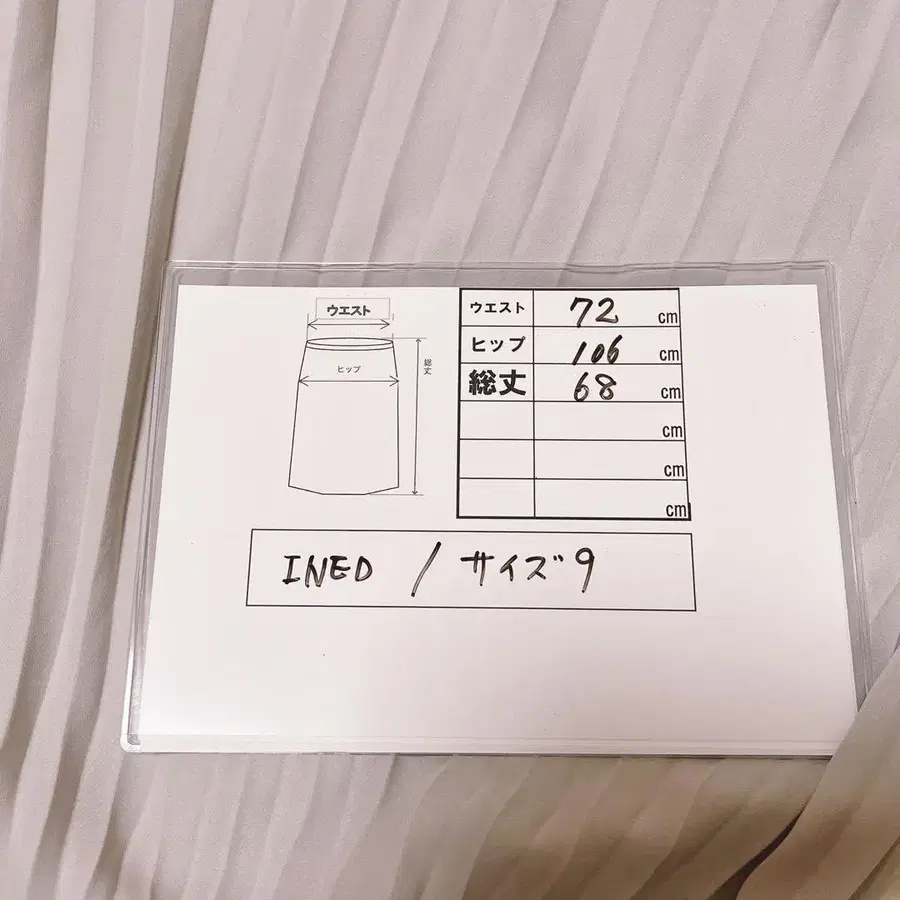 ウエスト
ヒップ
総丈
ウエスト 72 cm
ヒップ 106 cm
総丈 68 cm
cm
cm
cm
INED / サイズ9